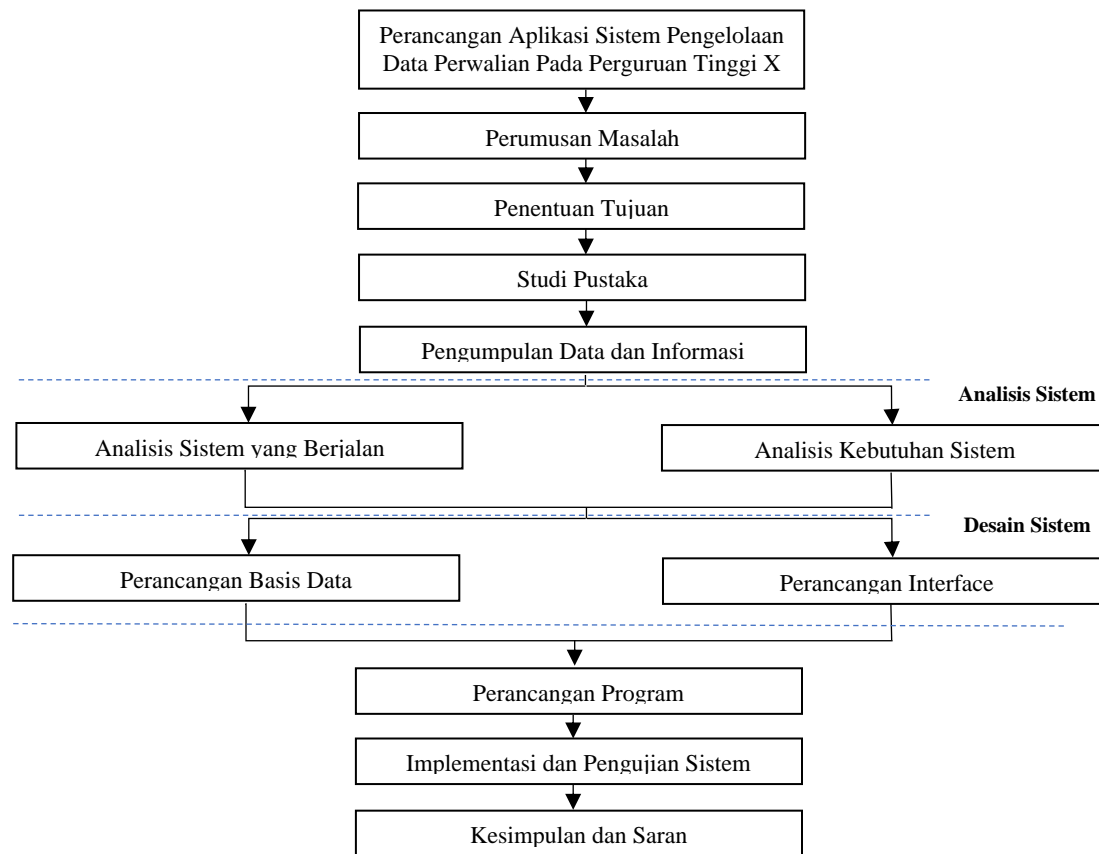 Perancangan Aplikasi Sistem Pengelolaan
Data Perwalian Pada Perguruan Tinggi X
Perumusan Masalah
Penentuan Tujuan
Studi Pustaka
Pengumpulan Data dan Informasi
Analisis Sistem
Analisis Sistem yang Berjalan
Analisis Kebutuhan Sistem
Desain Sistem
Perancangan Basis Data
Perancangan Interface
Perancangan Program
Implementasi dan Pengujian Sistem
Kesimpulan dan Saran